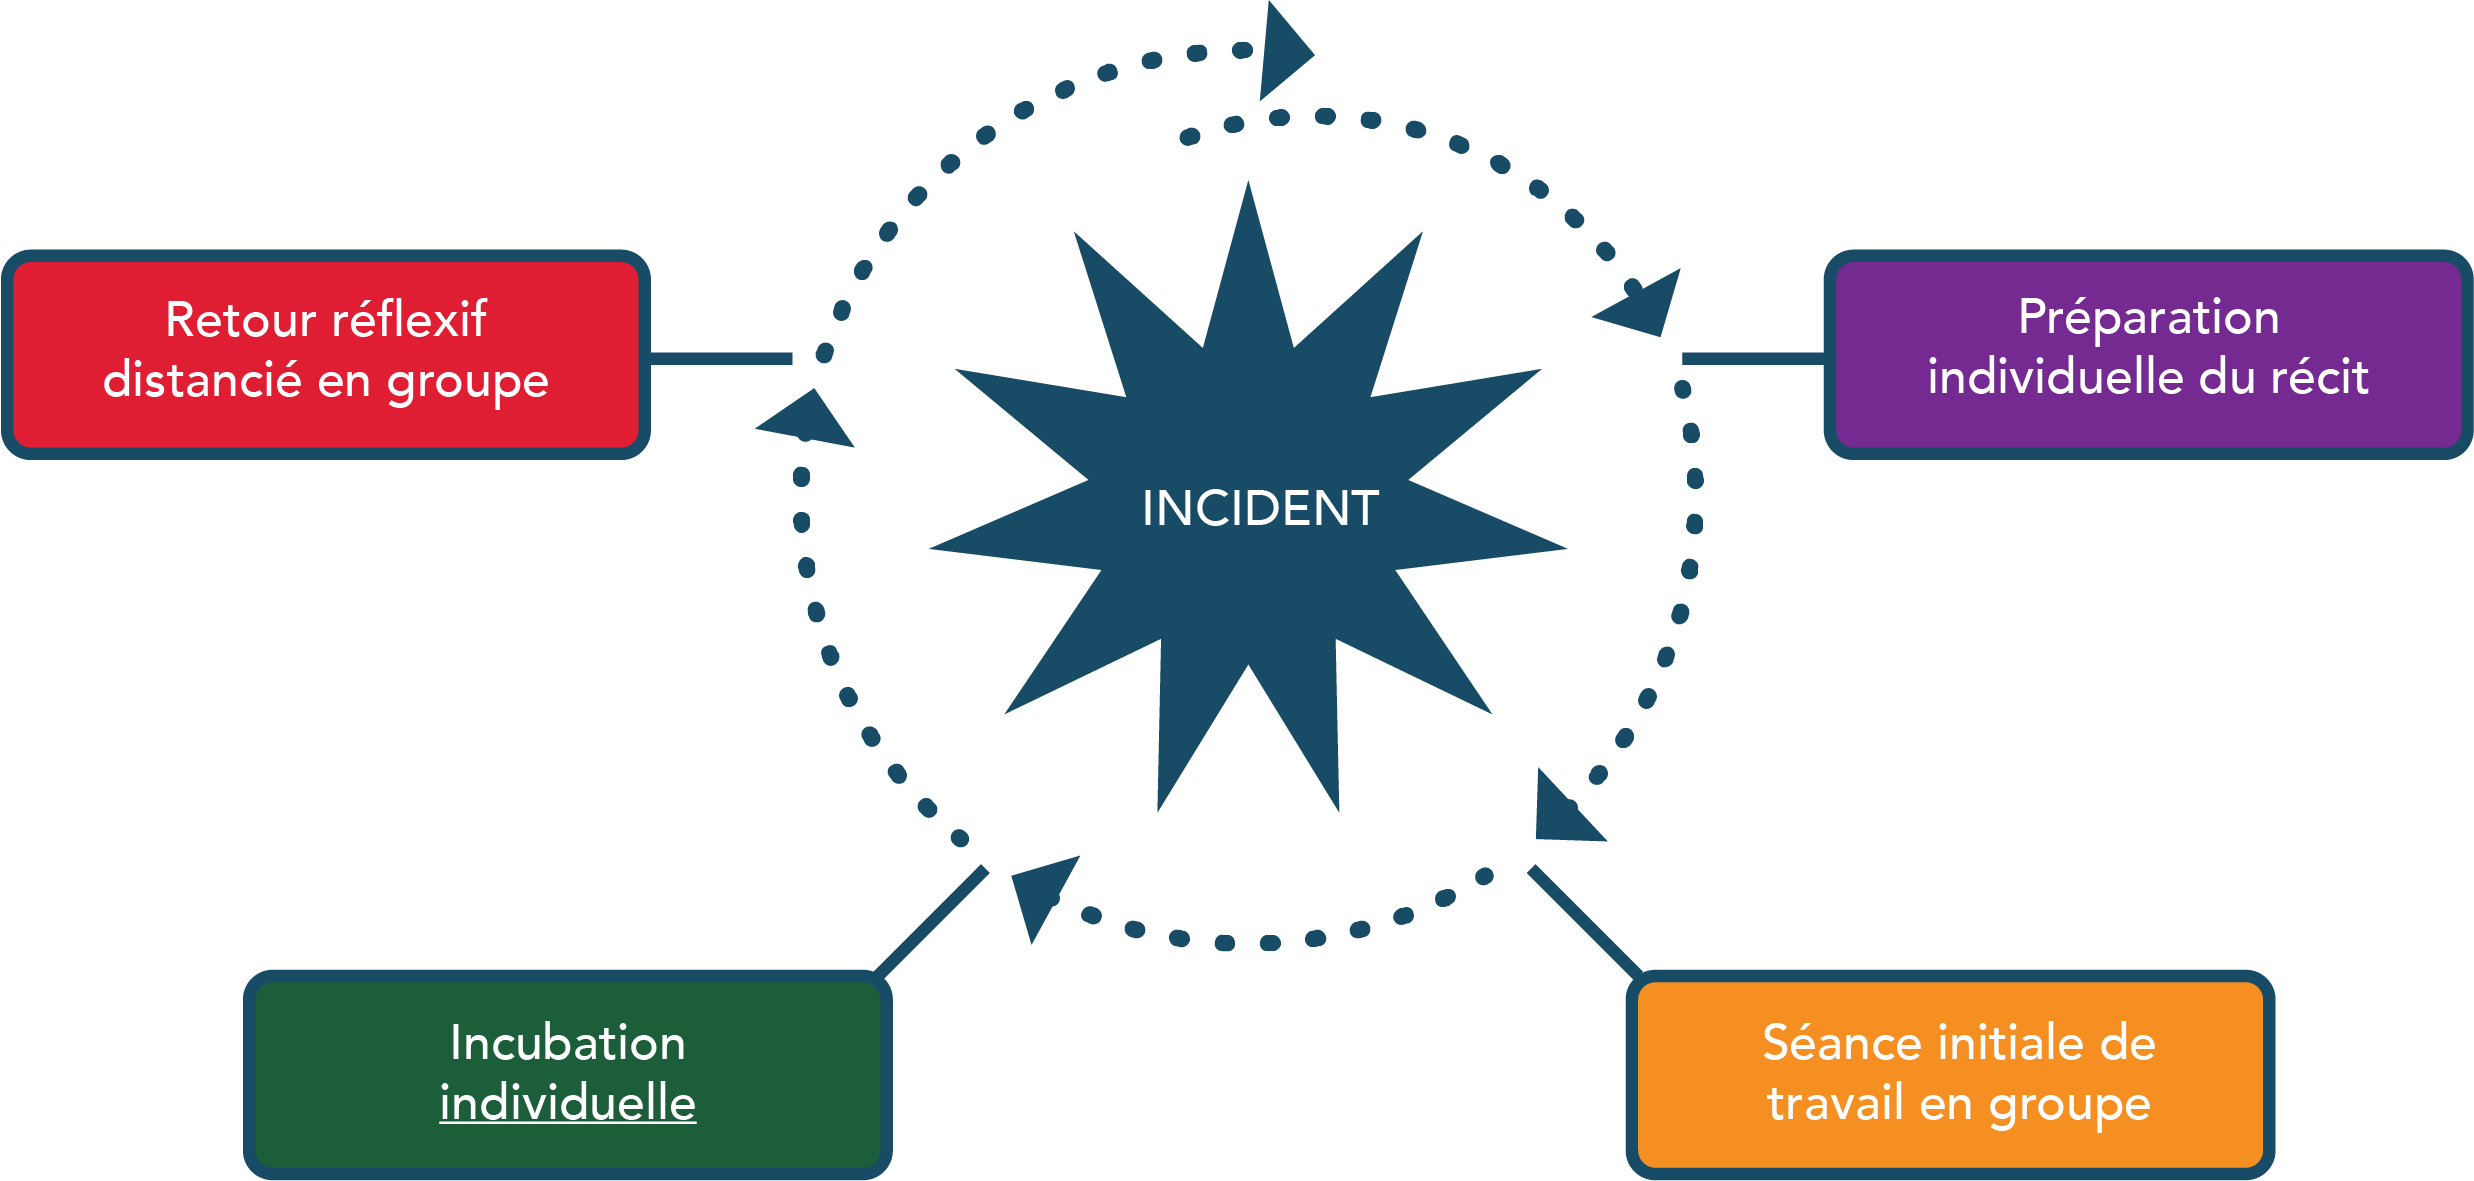 Retour réflexif
distancié en groupe
Préparation
individuelle du récit
INCIDENT
Incubation
individuelle
Séance initiale de
travail en groupe